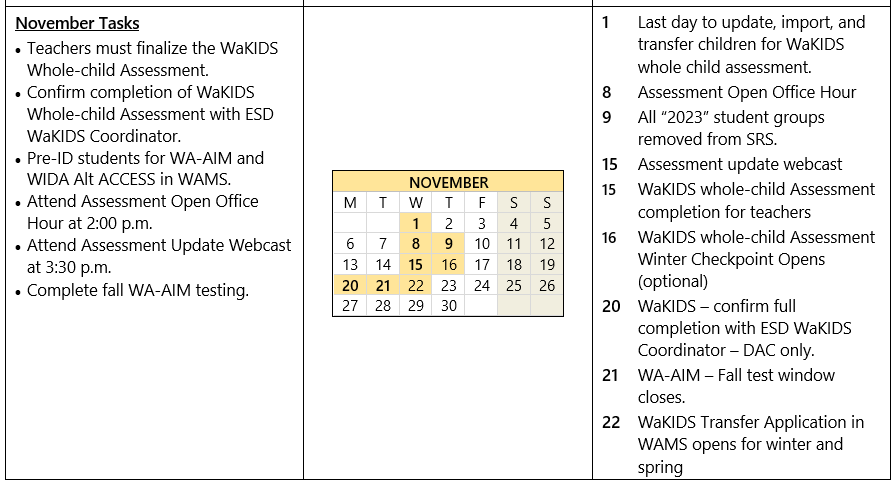 November Tasks
• Teachers must finalize the WaKIDS
Whole-child Assessment.
• Confirm completion of WaKIDS
Whole-child Assessment with ESD
WaKIDS Coordinator.
• Pre-ID students for WA-AIM and
WIDA Alt ACCESS in WAMS.
• Attend Assessment Open Office
Hour at 2:00 p.m.
• Attend Assessment Update Webcast
at 3:30 p.m.
• Complete fall WA-AIM testing.
NOVEMBER
M T W T F S S
1 2 3 4 5
6 7 8 9 10 11 12
13 14 15 16 17 18 19
20 21 22 23 24 25 26
27 28 29 30
1 Last day to update, import, and
transfer children for WaKIDS
whole child assessment.
8 Assessment Open Office Hour
9 All “2023” student groups
removed from SRS.
15 Assessment update webcast
15 WaKIDS whole-child Assessment
completion for teachers
16 WaKIDS whole-child Assessment
Winter Checkpoint Opens
(optional)
20 WaKIDS – confirm full
completion with ESD WaKIDS
Coordinator – DAC only.
21 WA-AIM – Fall test window
closes.
22 WaKIDS Transfer Application in
WAMS opens for winter and
spring